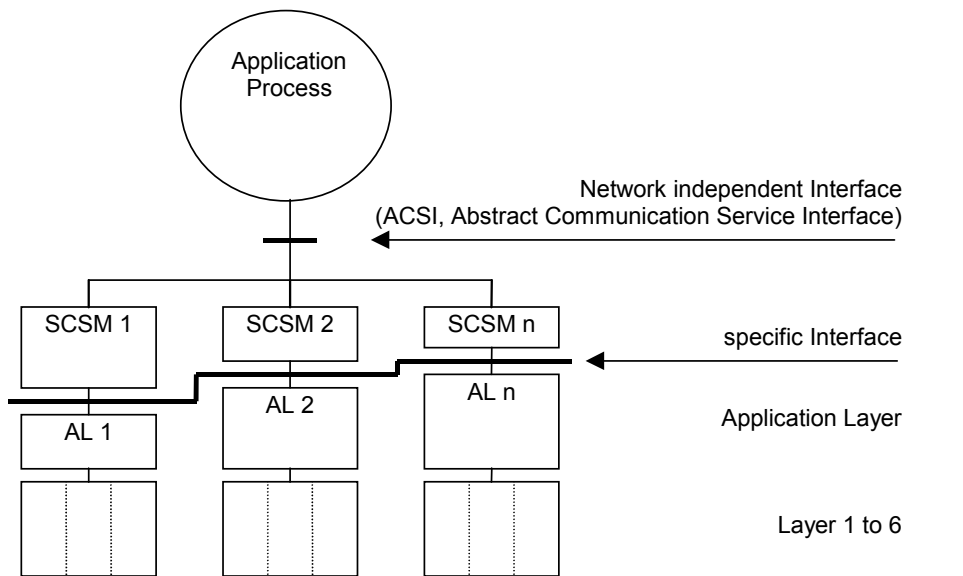 Application
Process
Network independent Interface
(ACSI, Abstract Communication Service Interface)
SCSM 1
SCSM 2
SCSM n
specific Interface
AL 1
AL 2
AL n
Application Layer
Layer 1 to 6